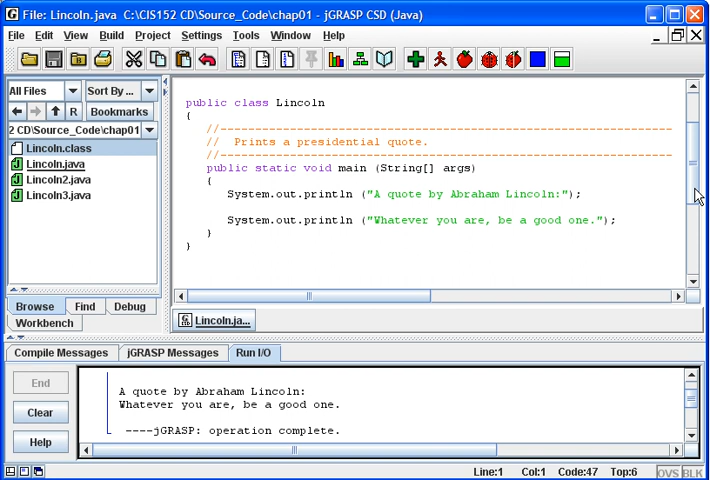 File: Lincoln.java  C:\CIS152 CD\Source_Code\chap01 - jGRASP CSD (Java)
File Edit View Build Project Settings Tools Window Help
All Files Sort By ...
R Bookmarks
2 CD\Source_Code\chap01
Lincoln.class
Lincoln.java
Lincoln2.java
Lincoln3.java
Browse Find Debug
Workbench
public class Lincoln
{
//-----------------------------------------------------------------
//  Prints a presidential quote.
//-----------------------------------------------------------------
public static void main (String[] args)
{
System.out.println ("A quote by Abraham Lincoln:");
System.out.println ("Whatever you are, be a good one.");
}
}
Lincoln.ja...
Compile Messages jGRASP Messages Run I/O
End
Clear
Help
A quote by Abraham Lincoln:
Whatever you are, be a good one.
----jGRASP: operation complete.
Line:1 Col:1 Code:47 Top:6 OVS BLK